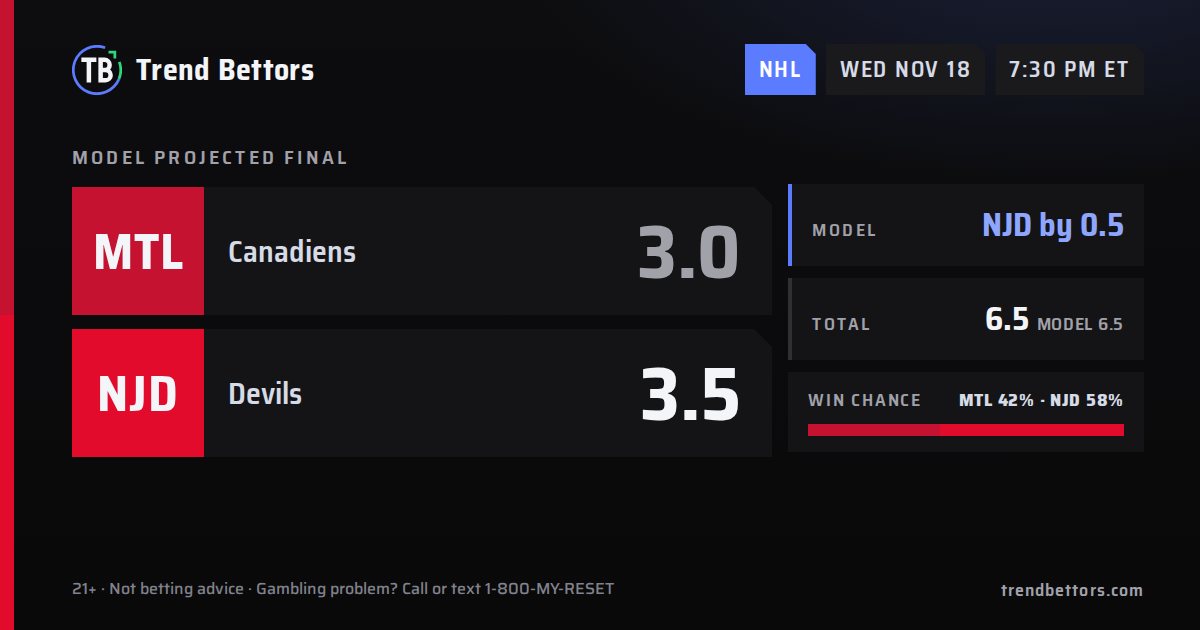 TB Trend Bettors
NHL WED NOV 18 7:30 PM ET
MODEL PROJECTED FINAL
MTL Canadiens 3.0
NJD Devils 3.5
MODEL NJD by 0.5
TOTAL 6.5 MODEL 6.5
WIN CHANCE MTL 42% · NJD 58%
21+ · Not betting advice · Gambling problem? Call or text 1-800-MY-RESET
trendbettors.com